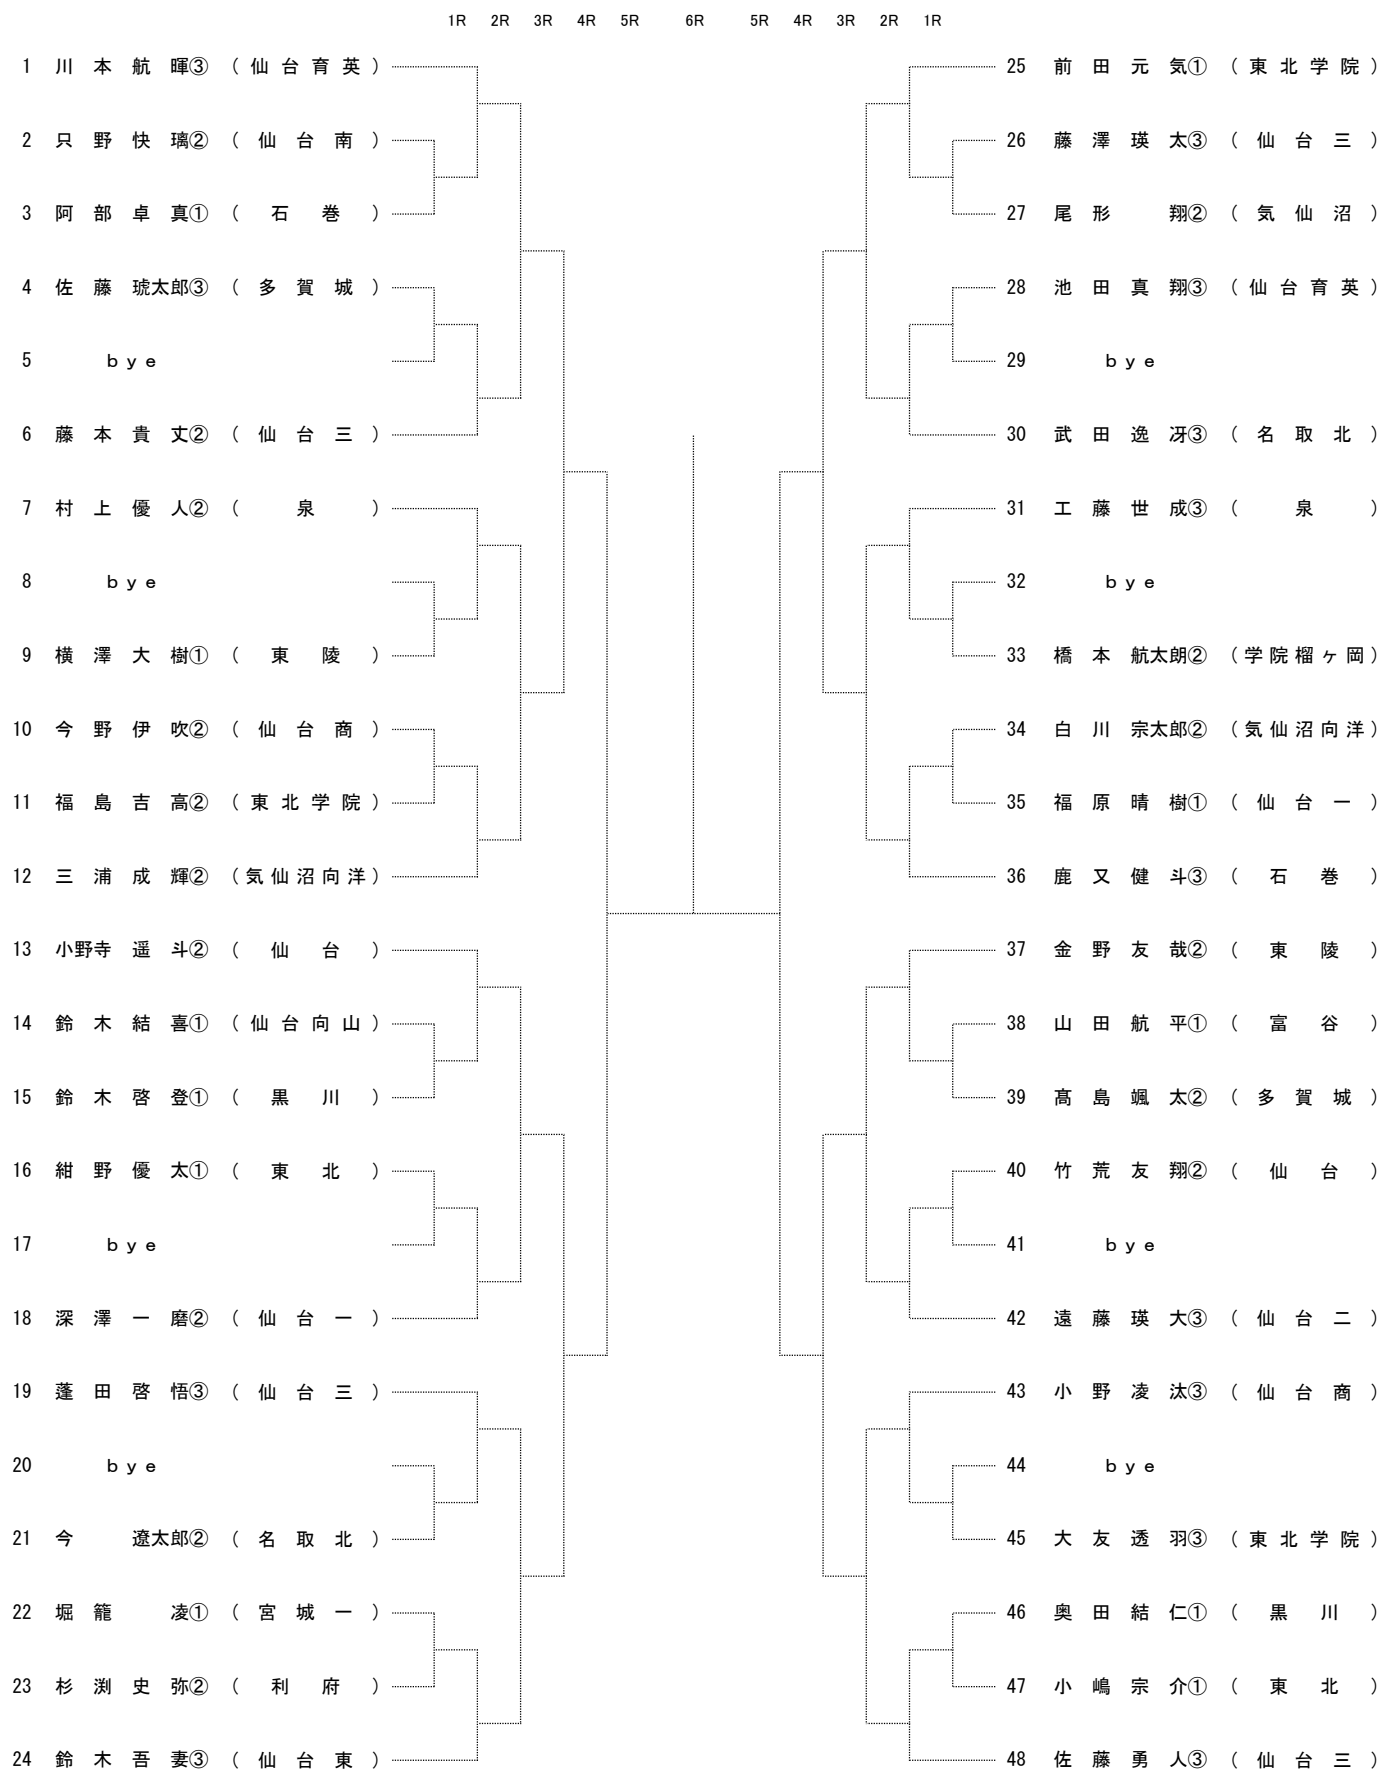 1R 2R 3R 4R 5R 6R 5R 4R 3R 2R 1R
1 川本航暉③ (仙台育英)
2 只野快璃② (仙台南)
3 阿部卓真① (石巻)
4 佐藤琥太郎③ (多賀城)
5 bye
6 藤本貴丈② (仙台三)
7 村上優人② (泉)
8 bye
9 横澤大樹① (東陵)
10 今野伊吹② (仙台商)
11 福島吉高② (東北学院)
12 三浦成輝② (気仙沼向洋)
13 小野寺遥斗② (仙台)
14 鈴木結喜① (仙台向山)
15 鈴木啓登① (黒川)
16 紺野優太① (東北)
17 bye
18 深澤一磨② (仙台一)
19 蓬田啓悟③ (仙台三)
20 bye
21 今遼太郎② (名取北)
22 堀籠凌① (宮城一)
23 杉渕史弥② (利府)
24 鈴木吾妻③ (仙台東)
25 前田元気① (東北学院)
26 藤澤瑛太③ (仙台三)
27 尾形翔② (気仙沼)
28 池田真翔③ (仙台育英)
29 bye
30 武田逸冴③ (名取北)
31 工藤世成③ (泉)
32 bye
33 橋本航太朗② (学院榴ヶ岡)
34 白川宗太郎② (気仙沼向洋)
35 福原晴樹① (仙台一)
36 鹿又健斗③ (石巻)
37 金野友哉② (東陵)
38 山田航平① (富谷)
39 髙島颯太② (多賀城)
40 竹荒友翔② (仙台)
41 bye
42 遠藤瑛大③ (仙台二)
43 小野凌汰③ (仙台商)
44 bye
45 大友透羽③ (東北学院)
46 奥田結仁① (黒川)
47 小嶋宗介① (東北)
48 佐藤勇人③ (仙台三)